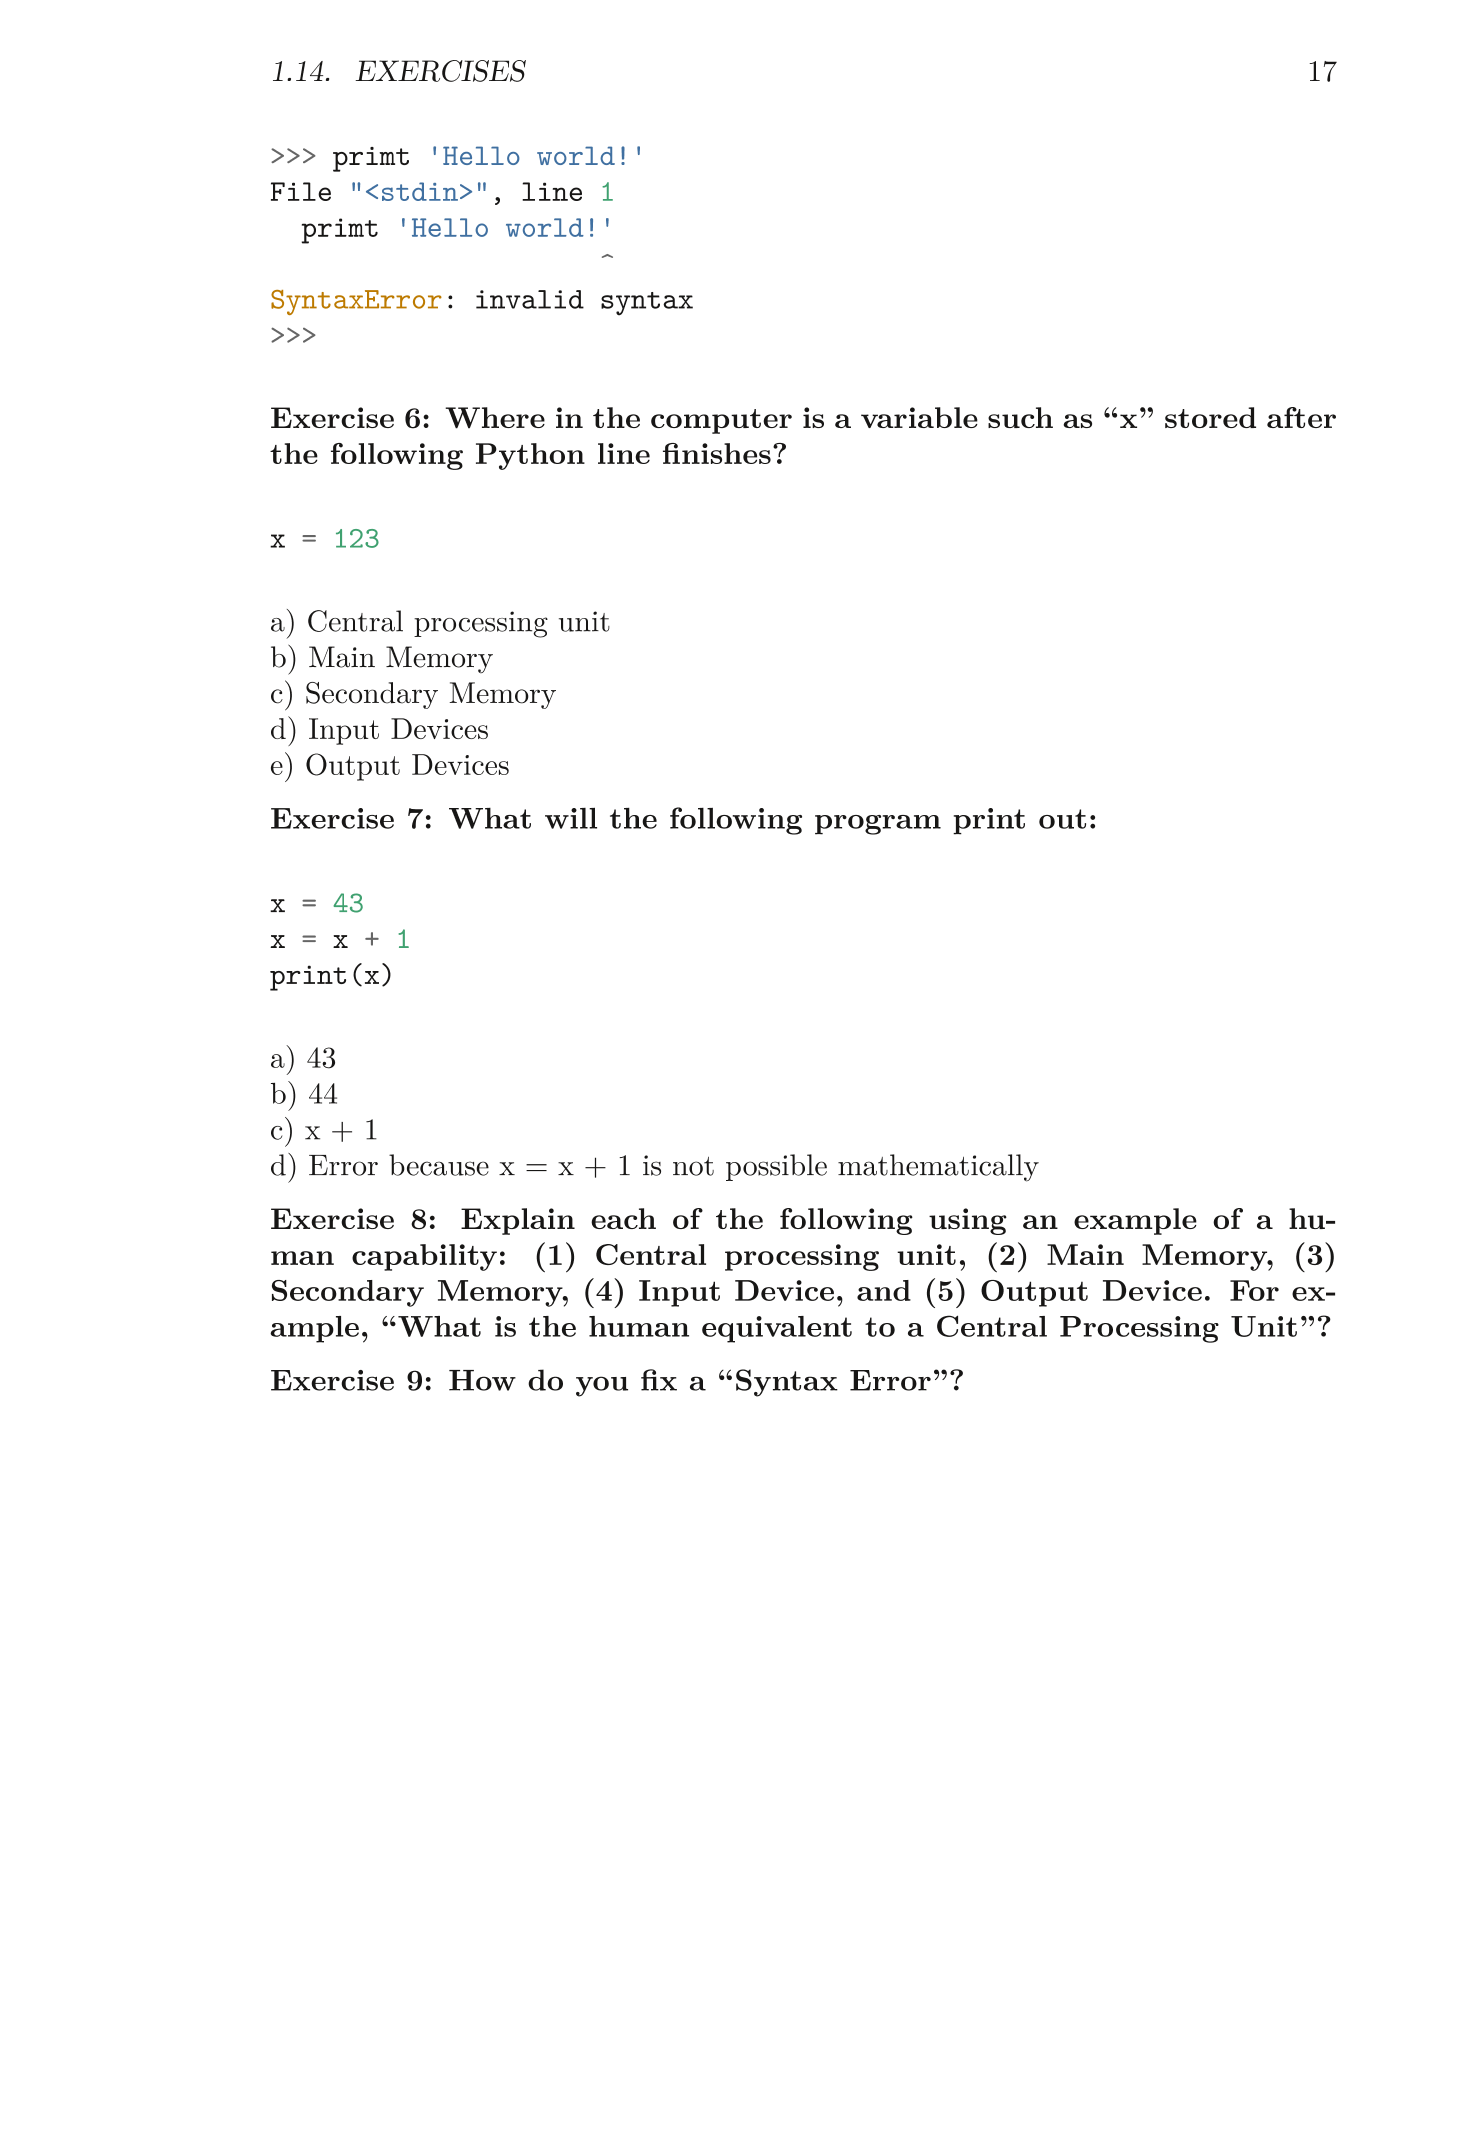 1.14. EXERCISES 17
>>> primt 'Hello world!'
File "<stdin>", line 1
  primt 'Hello world!'
                     ^
SyntaxError: invalid syntax
>>>
Exercise 6: Where in the computer is a variable such as “x” stored after
the following Python line finishes?
x = 123
a) Central processing unit
b) Main Memory
c) Secondary Memory
d) Input Devices
e) Output Devices
Exercise 7: What will the following program print out:
x = 43
x = x + 1
print(x)
a) 43
b) 44
c) x + 1
d) Error because x = x + 1 is not possible mathematically
Exercise 8: Explain each of the following using an example of a hu-
man capability: (1) Central processing unit, (2) Main Memory, (3)
Secondary Memory, (4) Input Device, and (5) Output Device. For ex-
ample, “What is the human equivalent to a Central Processing Unit”?
Exercise 9: How do you fix a “Syntax Error”?